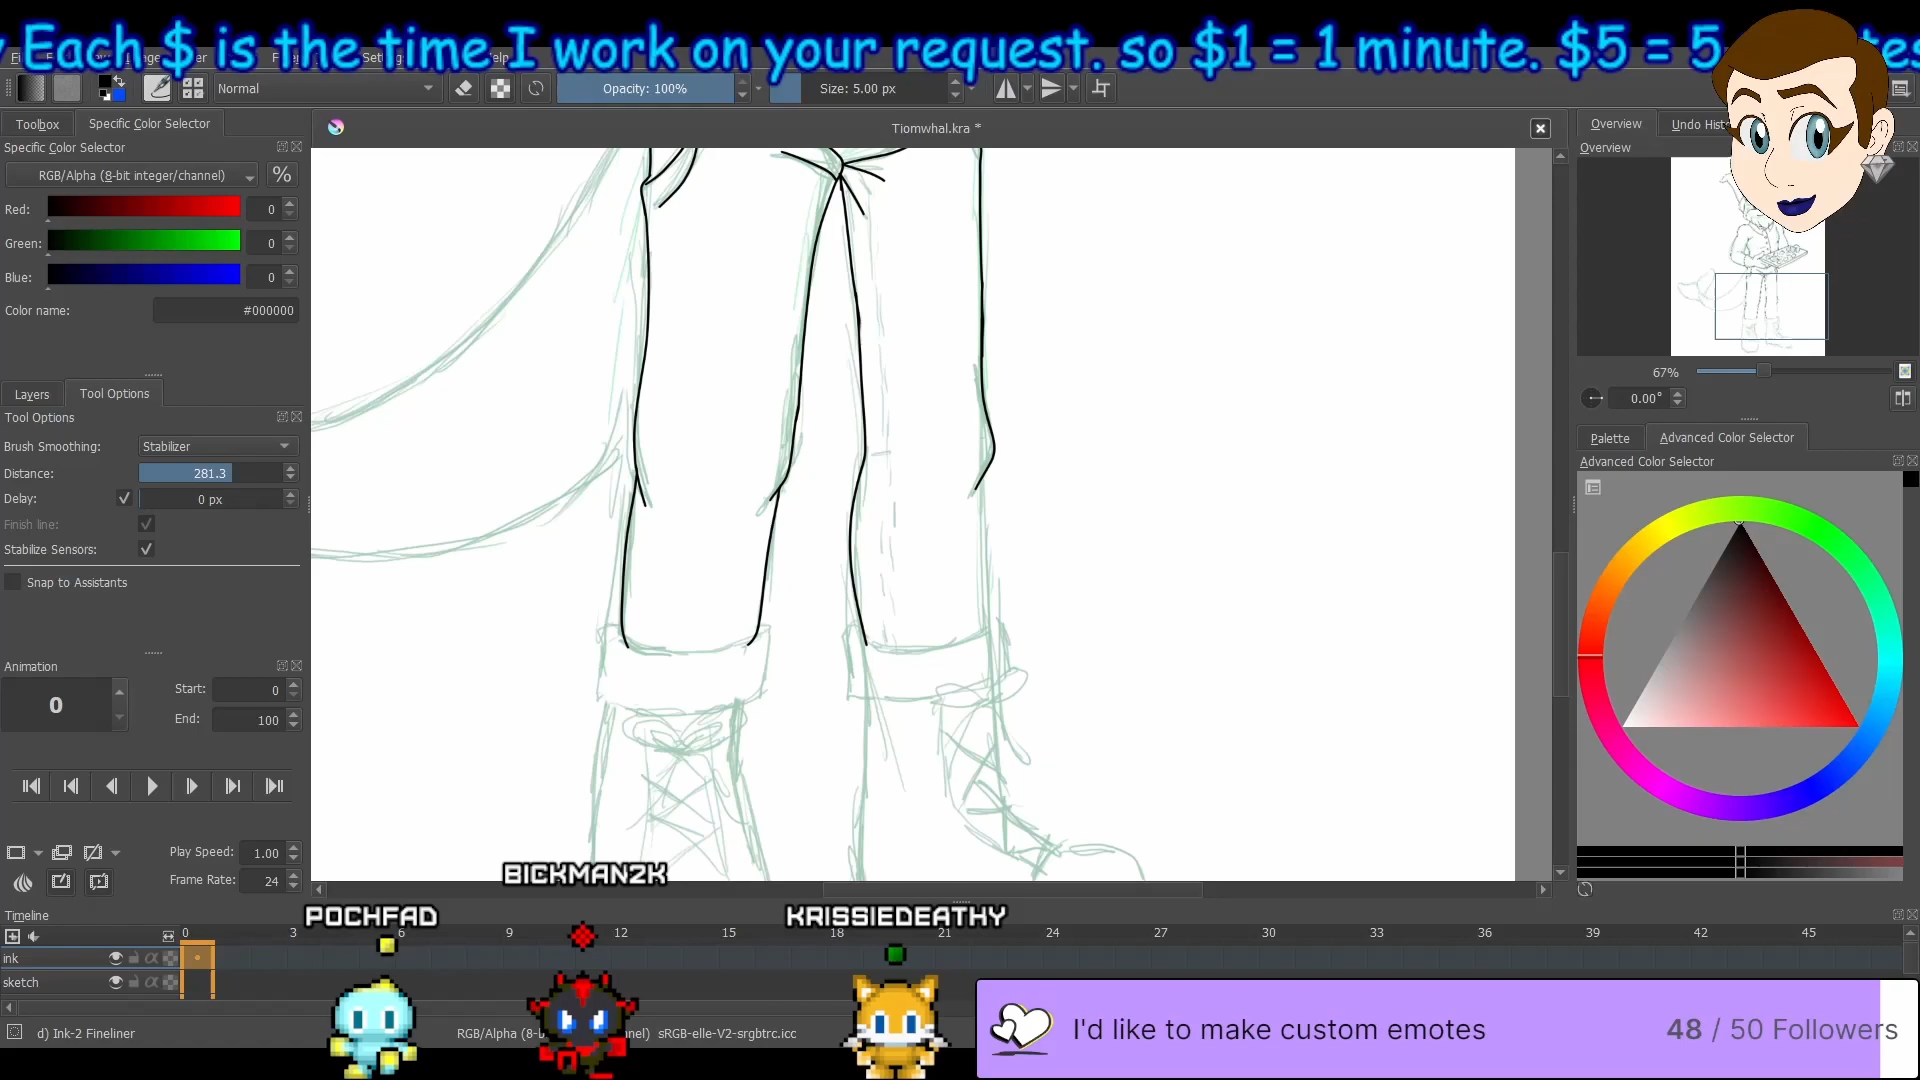 Each $ is the time I work on your request. so $1 = 1 minute. $5 = 5
Normal
Opacity: 100%
Size: 5.00 px
Toolbox
Specific Color Selector
Tiomwhal.kra *
Overview
Undo Hist
Specific Color Selector
Overview
RGB/Alpha (8-bit integer/channel)
%
Red:
0
Green:
0
Blue:
0
Color name:
#000000
67%
0.00°
Layers
Tool Options
Tool Options
Palette
Advanced Color Selector
Advanced Color Selector
Brush Smoothing:
Stabilizer
Distance:
281.3
Delay:
0 px
Finish line:
Stabilize Sensors:
Snap to Assistants
Animation
0
Start:
0
End:
100
Play Speed:
1.00
Frame Rate:
24
BICKMAN2K
POCHFAD
KRISSIEDEATHY
Timeline
0 3 6 9 12 15 18 21 24 27 30 33 36 39 42 45
ink
sketch
d) Ink-2 Fineliner
RGB/Alpha (8-b
sRGB-elle-V2-srgbtrc.icc
I'd like to make custom emotes
48 / 50 Followers